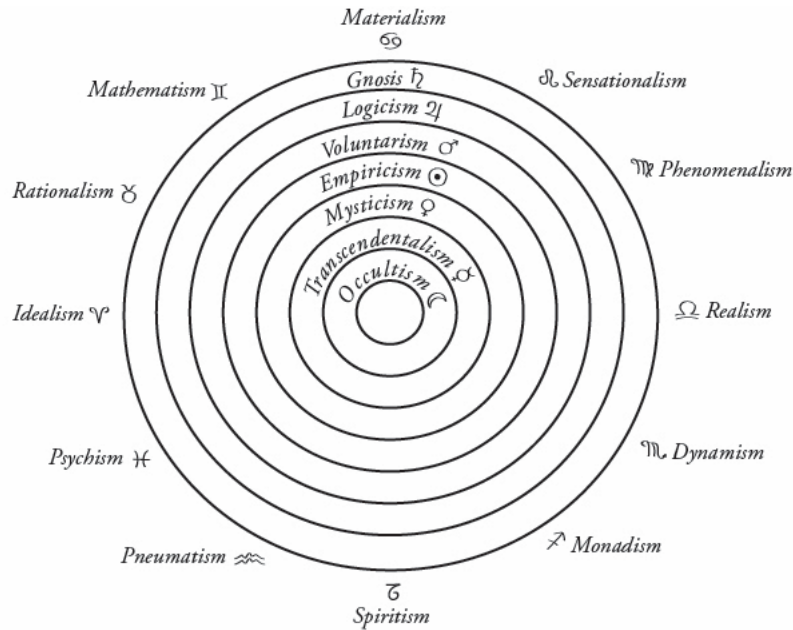 Materialism
♋
Gnosis ♄
Logicism ♃
Voluntarism ♂
Empiricism ☉
Mysticism ♀
Transcendentalism ☿
Occultism ☾
♌ Sensationalism
♍ Phenomenalism
♎ Realism
♏ Dynamism
♐ Monadism
♑
Spiritism
Pneumatism ♒
Psychism ♓
Idealism ♈
Rationalism ♉
Mathematism ♊